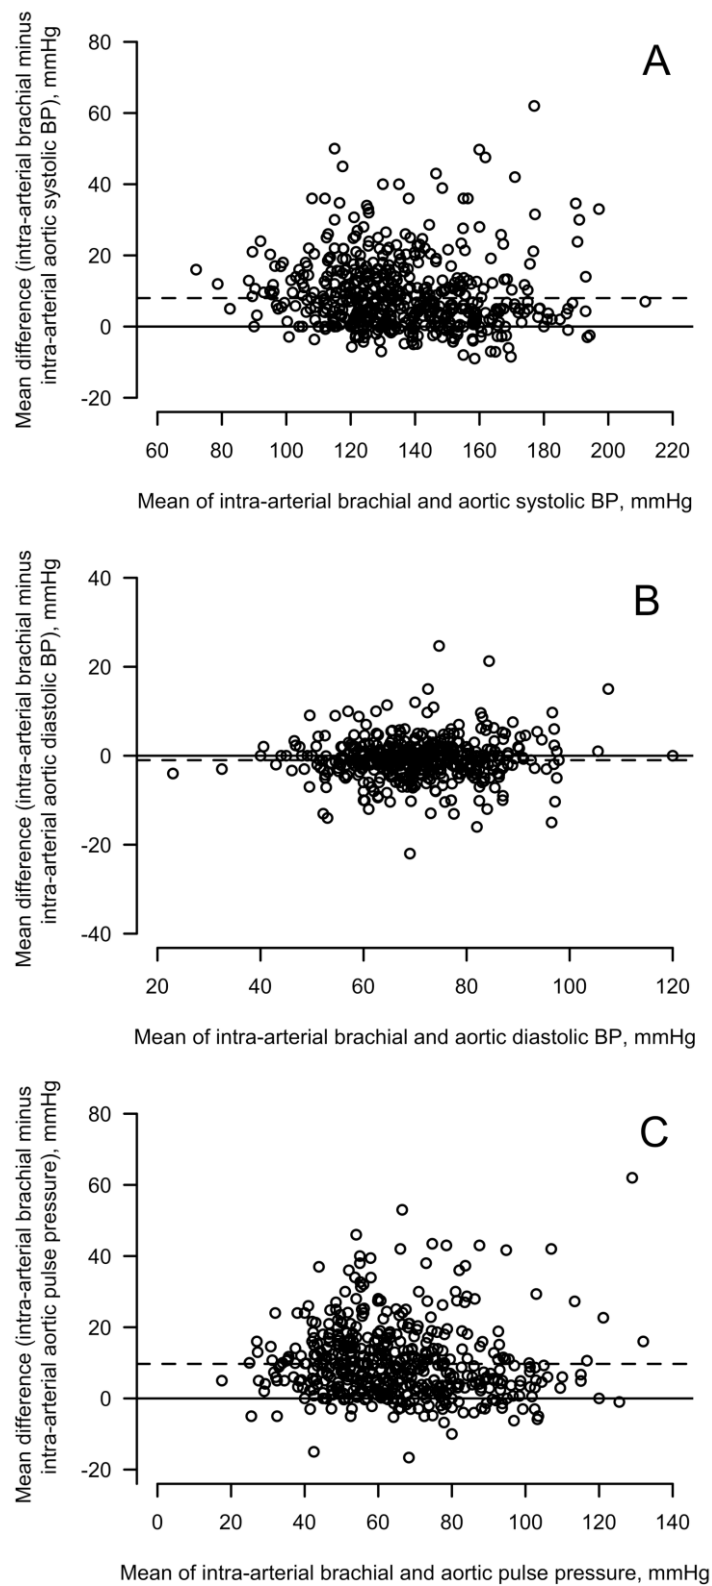 A
Mean difference (intra-arterial brachial minus
intra-arterial aortic systolic BP), mmHg
80
60
40
20
0
-20
60 80 100 120 140 160 180 200 220
Mean of intra-arterial brachial and aortic systolic BP, mmHg
B
Mean difference (intra-arterial brachial minus
intra-arterial aortic diastolic BP), mmHg
40
20
0
-20
-40
20 40 60 80 100 120
Mean of intra-arterial brachial and aortic diastolic BP, mmHg
C
Mean difference (intra-arterial brachial minus
intra-arterial aortic pulse pressure), mmHg
80
60
40
20
0
-20
0 20 40 60 80 100 120 140
Mean of intra-arterial brachial and aortic pulse pressure, mmHg